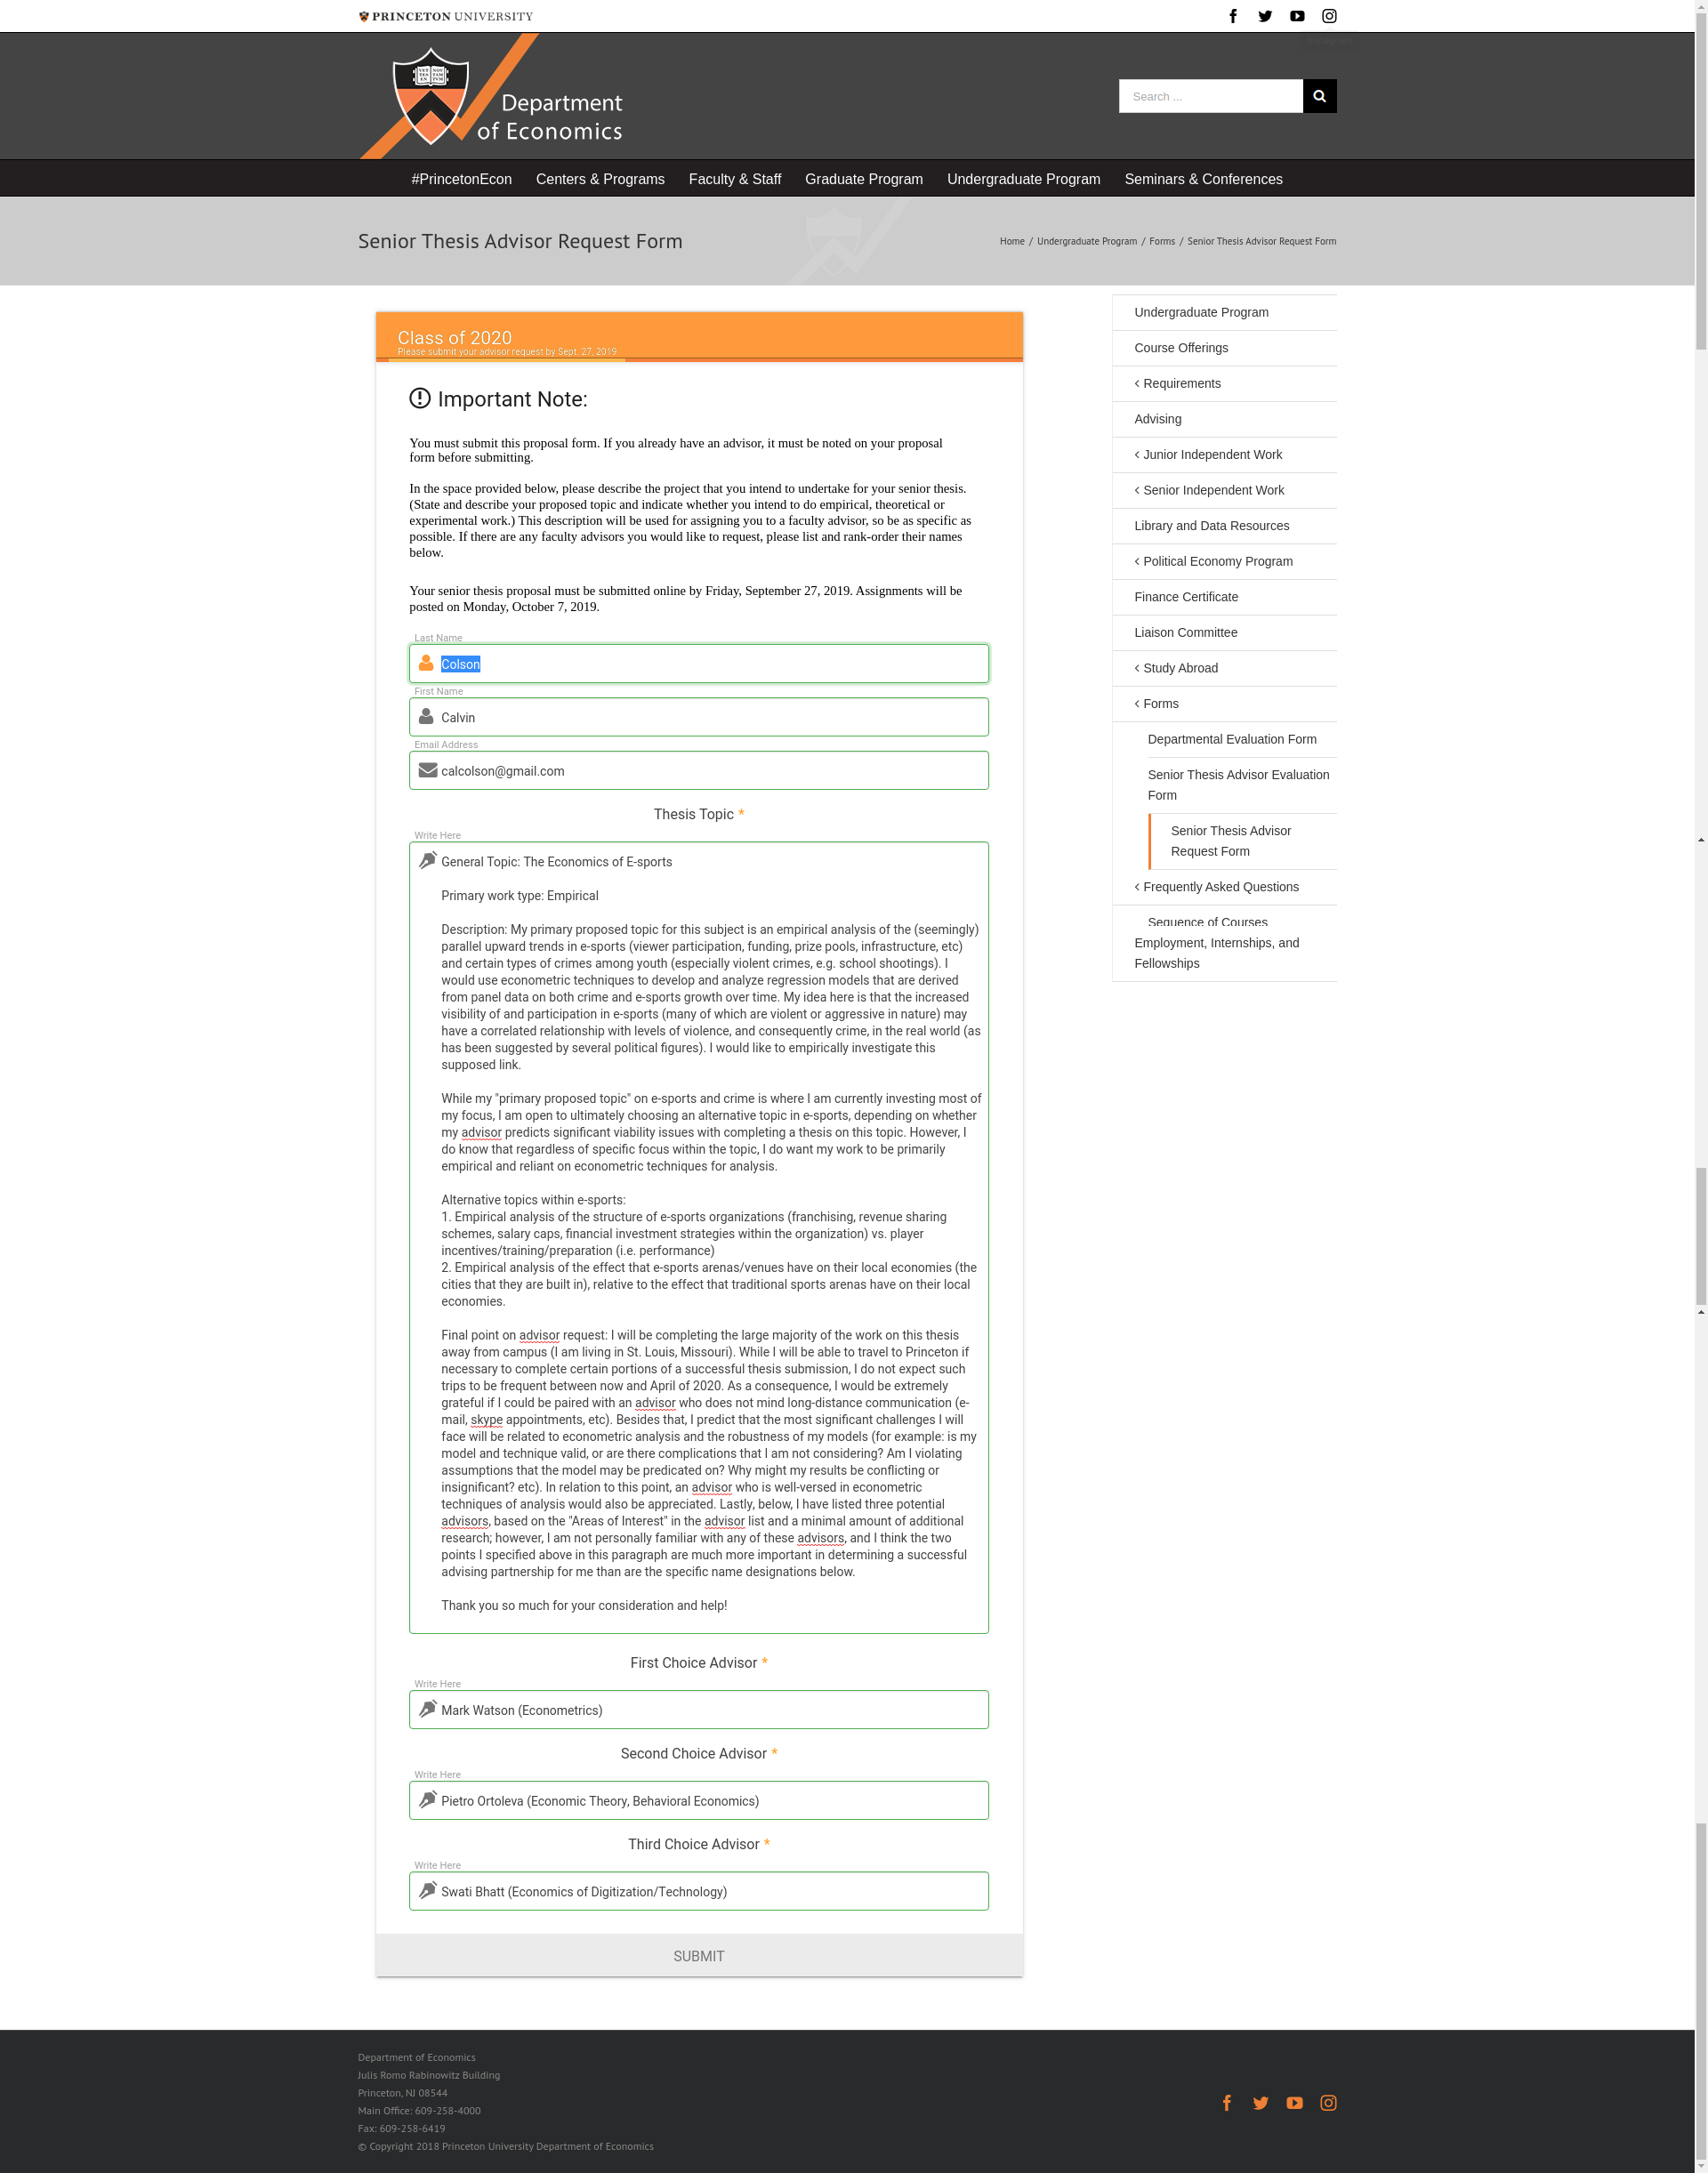 PRINCETON UNIVERSITY
VET NOV
TES TAM
EN TVM
Department
of Economics
Search ...
#PrincetonEcon Centers & Programs Faculty & Staff Graduate Program Undergraduate Program Seminars & Conferences
Senior Thesis Advisor Request Form
Home / Undergraduate Program / Forms / Senior Thesis Advisor Request Form
Class of 2020
Please submit your advisor request by Sept. 27, 2019
Important Note:
You must submit this proposal form. If you already have an advisor, it must be noted on your proposal
form before submitting.
In the space provided below, please describe the project that you intend to undertake for your senior thesis.
(State and describe your proposed topic and indicate whether you intend to do empirical, theoretical or
experimental work.) This description will be used for assigning you to a faculty advisor, so be as specific as
possible. If there are any faculty advisors you would like to request, please list and rank-order their names
below.
Your senior thesis proposal must be submitted online by Friday, September 27, 2019. Assignments will be
posted on Monday, October 7, 2019.
Last Name
Colson
First Name
Calvin
Email Address
calcolson@gmail.com
Thesis Topic *
Write Here
General Topic: The Economics of E-sports
Primary work type: Empirical
Description: My primary proposed topic for this subject is an empirical analysis of the (seemingly)
parallel upward trends in e-sports (viewer participation, funding, prize pools, infrastructure, etc)
and certain types of crimes among youth (especially violent crimes, e.g. school shootings). I
would use econometric techniques to develop and analyze regression models that are derived
from panel data on both crime and e-sports growth over time. My idea here is that the increased
visibility of and participation in e-sports (many of which are violent or aggressive in nature) may
have a correlated relationship with levels of violence, and consequently crime, in the real world (as
has been suggested by several political figures). I would like to empirically investigate this
supposed link.
While my "primary proposed topic" on e-sports and crime is where I am currently investing most of
my focus, I am open to ultimately choosing an alternative topic in e-sports, depending on whether
my advisor predicts significant viability issues with completing a thesis on this topic. However, I
do know that regardless of specific focus within the topic, I do want my work to be primarily
empirical and reliant on econometric techniques for analysis.
Alternative topics within e-sports:
1. Empirical analysis of the structure of e-sports organizations (franchising, revenue sharing
schemes, salary caps, financial investment strategies within the organization) vs. player
incentives/training/preparation (i.e. performance)
2. Empirical analysis of the effect that e-sports arenas/venues have on their local economies (the
cities that they are built in), relative to the effect that traditional sports arenas have on their local
economies.
Final point on advisor request: I will be completing the large majority of the work on this thesis
away from campus (I am living in St. Louis, Missouri). While I will be able to travel to Princeton if
necessary to complete certain portions of a successful thesis submission, I do not expect such
trips to be frequent between now and April of 2020. As a consequence, I would be extremely
grateful if I could be paired with an advisor who does not mind long-distance communication (e-
mail, skype appointments, etc). Besides that, I predict that the most significant challenges I will
face will be related to econometric analysis and the robustness of my models (for example: is my
model and technique valid, or are there complications that I am not considering? Am I violating
assumptions that the model may be predicated on? Why might my results be conflicting or
insignificant? etc). In relation to this point, an advisor who is well-versed in econometric
techniques of analysis would also be appreciated. Lastly, below, I have listed three potential
advisors, based on the "Areas of Interest" in the advisor list and a minimal amount of additional
research; however, I am not personally familiar with any of these advisors, and I think the two
points I specified above in this paragraph are much more important in determining a successful
advising partnership for me than are the specific name designations below.
Thank you so much for your consideration and help!
First Choice Advisor *
Write Here
Mark Watson (Econometrics)
Second Choice Advisor *
Write Here
Pietro Ortoleva (Economic Theory, Behavioral Economics)
Third Choice Advisor *
Write Here
Swati Bhatt (Economics of Digitization/Technology)
SUBMIT
Undergraduate Program
Course Offerings
Requirements
Advising
Junior Independent Work
Senior Independent Work
Library and Data Resources
Political Economy Program
Finance Certificate
Liaison Committee
Study Abroad
Forms
Departmental Evaluation Form
Senior Thesis Advisor Evaluation
Form
Senior Thesis Advisor
Request Form
Frequently Asked Questions
Sequence of Courses
Employment, Internships, and
Fellowships
Department of Economics
Julis Romo Rabinowitz Building
Princeton, NJ 08544
Main Office: 609-258-4000
Fax: 609-258-6419
© Copyright 2018 Princeton University Department of Economics